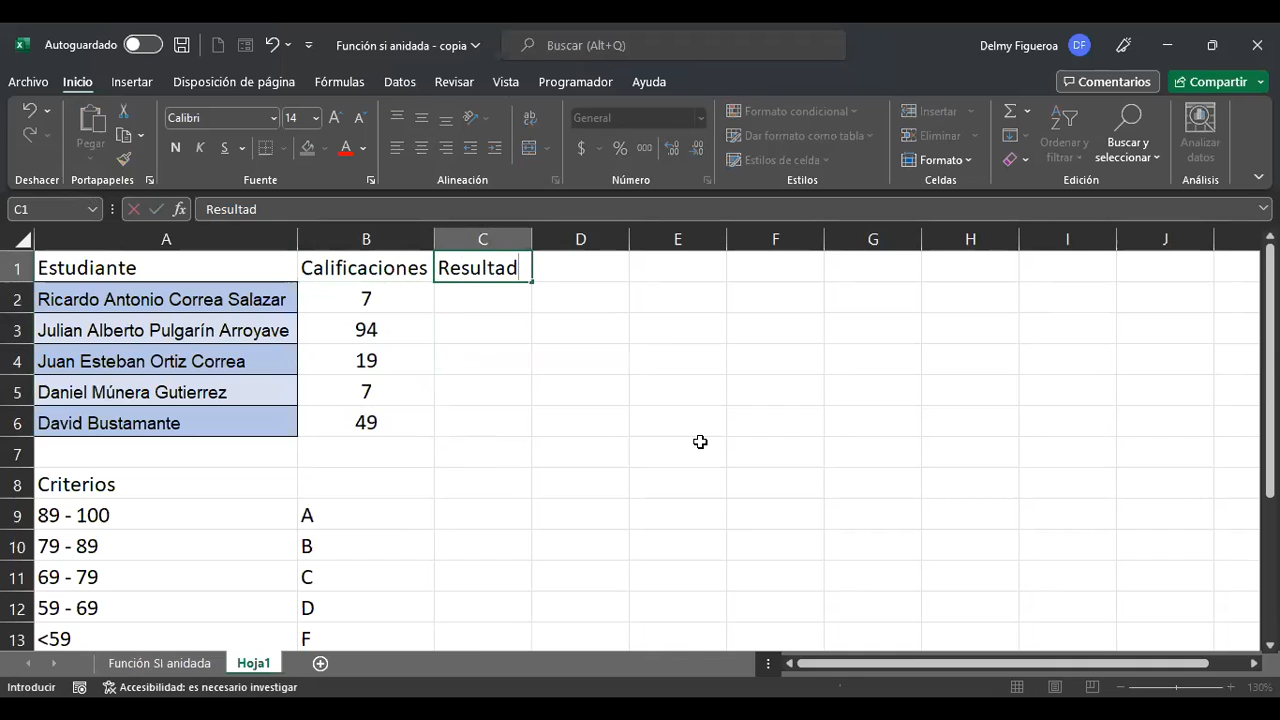 Autoguardado Función si anidada - copia Buscar (Alt+Q) Delmy Figueroa DF
Archivo Inicio Insertar Disposición de página Fórmulas Datos Revisar Vista Programador Ayuda Comentarios Compartir
Calibri 14 General Formato condicional Insertar
Pegar Dar formato como tabla Eliminar Ordenar y filtrar Buscar y seleccionar Analizar datos
N K S $ % 000 Estilos de celda Formato
Deshacer Portapapeles Fuente Alineación Número Estilos Celdas Edición Análisis
C1 fx Resultad
A B C D E F G H I J
1 Estudiante Calificaciones Resultad
2 Ricardo Antonio Correa Salazar 7
3 Julian Alberto Pulgarín Arroyave 94
4 Juan Esteban Ortiz Correa 19
5 Daniel Múnera Gutierrez 7
6 David Bustamante 49
7
8 Criterios
9 89 - 100 A
10 79 - 89 B
11 69 - 79 C
12 59 - 69 D
13 <59 F
Función SI anidada Hoja1
Introducir Accesibilidad: es necesario investigar 130%